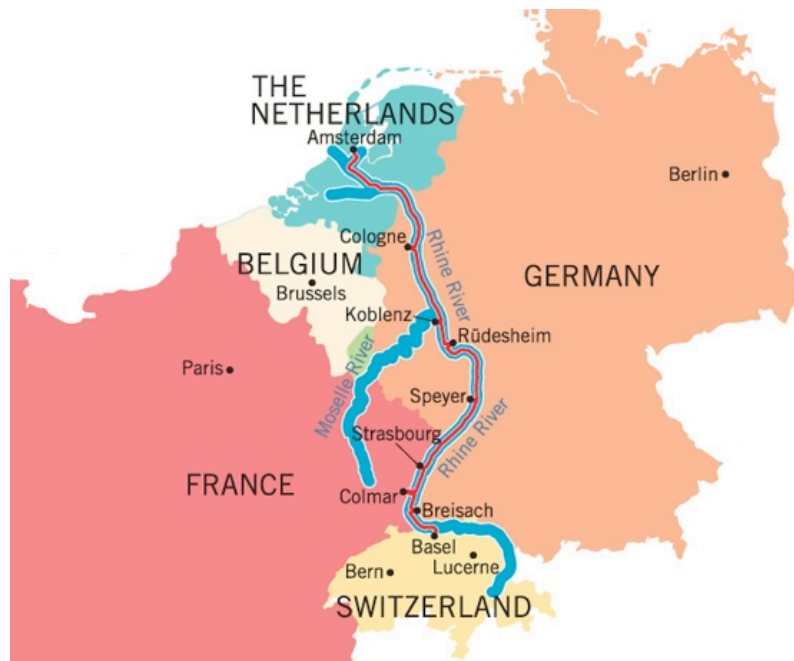 THE
NETHERLANDS
Amsterdam
Berlin
Cologne
Rhine River
BELGIUM
Brussels
GERMANY
Koblenz
Rüdesheim
Moselle River
Paris
Speyer
Strasbourg
Rhine River
FRANCE
Colmar
Breisach
Basel
Lucerne
Bern
SWITZERLAND